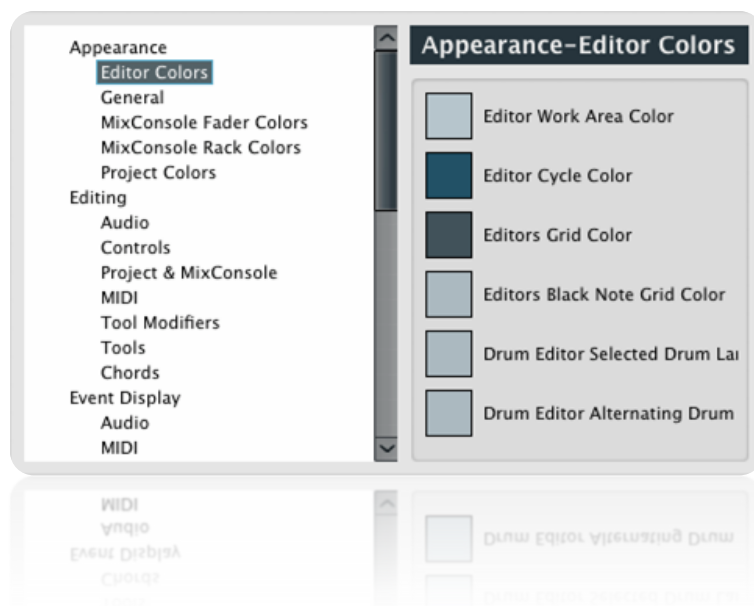 Appearance
Editor Colors
General
MixConsole Fader Colors
MixConsole Rack Colors
Project Colors
Editing
Audio
Controls
Project & MixConsole
MIDI
Tool Modifiers
Tools
Chords
Event Display
Audio
MIDI
Appearance-Editor Colors
Editor Work Area Color
Editor Cycle Color
Editors Grid Color
Editors Black Note Grid Color
Drum Editor Selected Drum
Drum Editor Alternating Drum